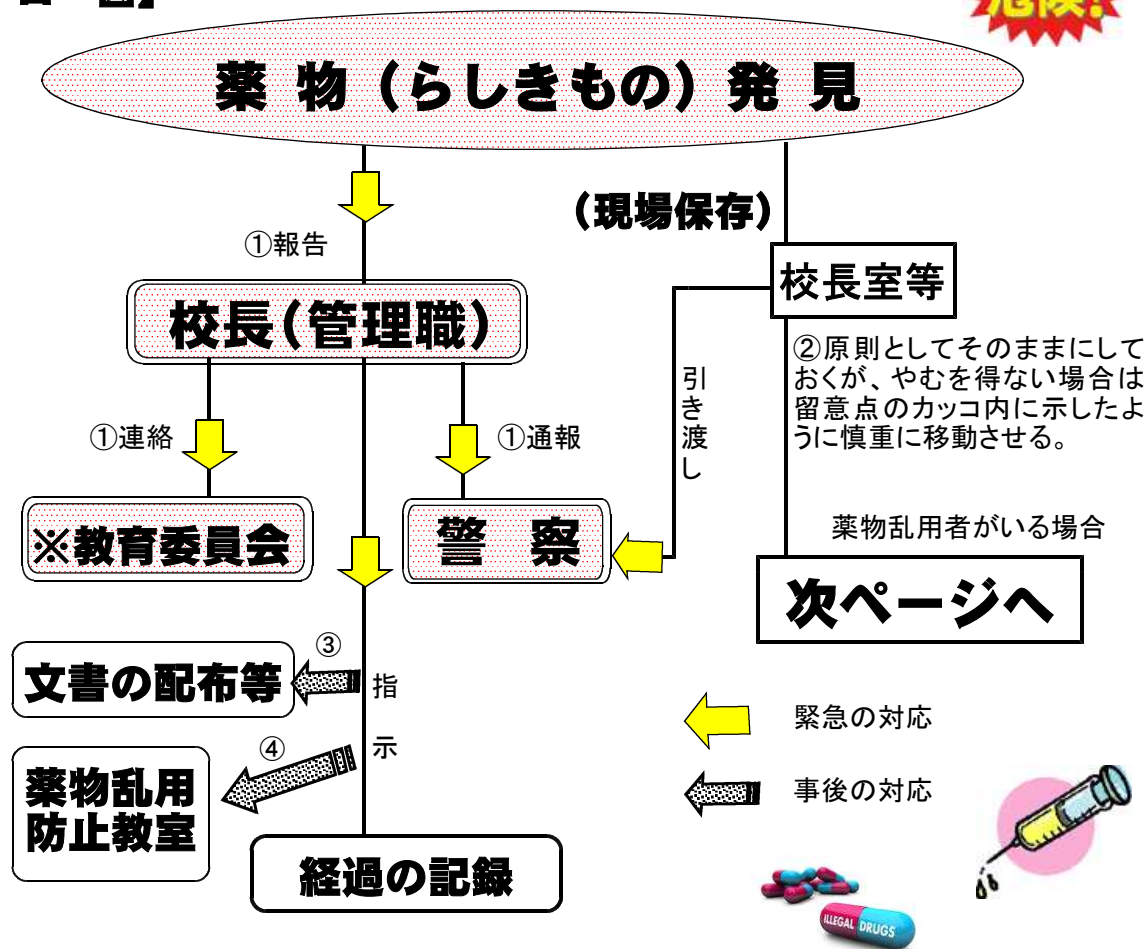 危険!
薬 物（らしきもの）発 見
（現場保存）
①報告
校長室等
校長（管理職）
②原則としてそのままにして
おくが、やむを得ない場合は
留意点のカッコ内に示したよ
うに慎重に移動させる。
引き渡し
①連絡
①通報
※教育委員会
警 察
薬物乱用者がいる場合
次ページへ
③
文書の配布等
指示
④
薬物乱用
防止教室
緊急の対応
事後の対応
経過の記録
ILLEGAL DRUGS